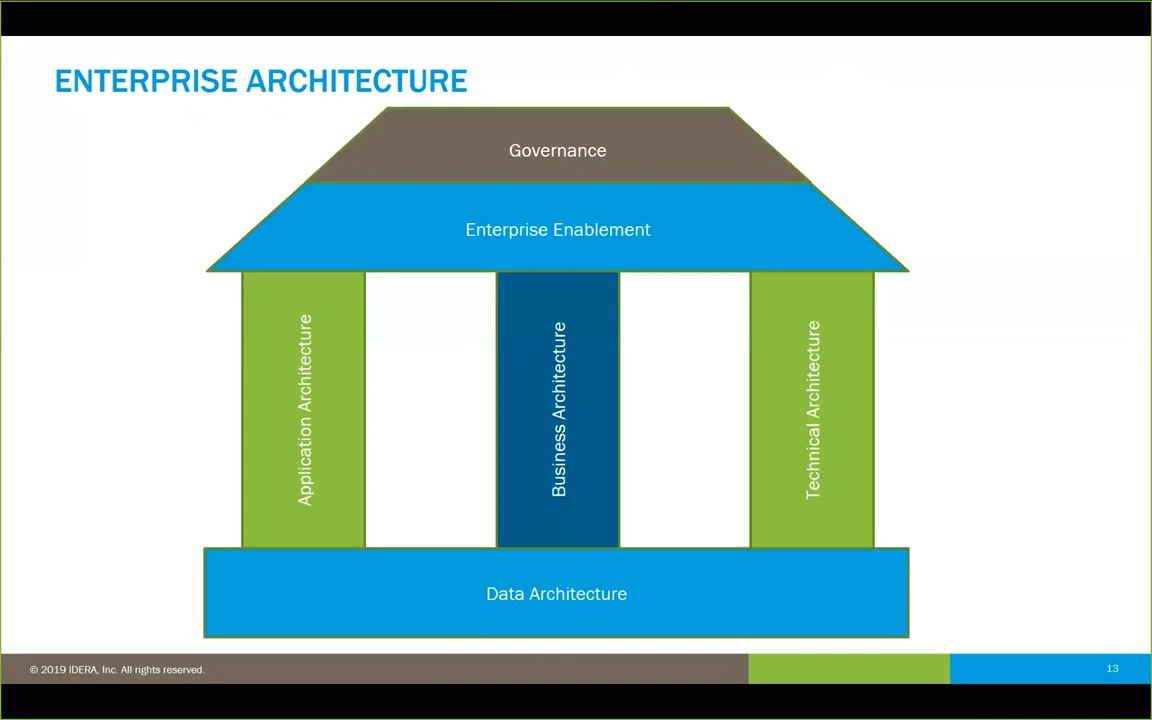 ENTERPRISE ARCHITECTURE
Governance
Enterprise Enablement
Application Architecture
Business Architecture
Technical Architecture
Data Architecture
© 2019 IDERA, Inc. All rights reserved.
13